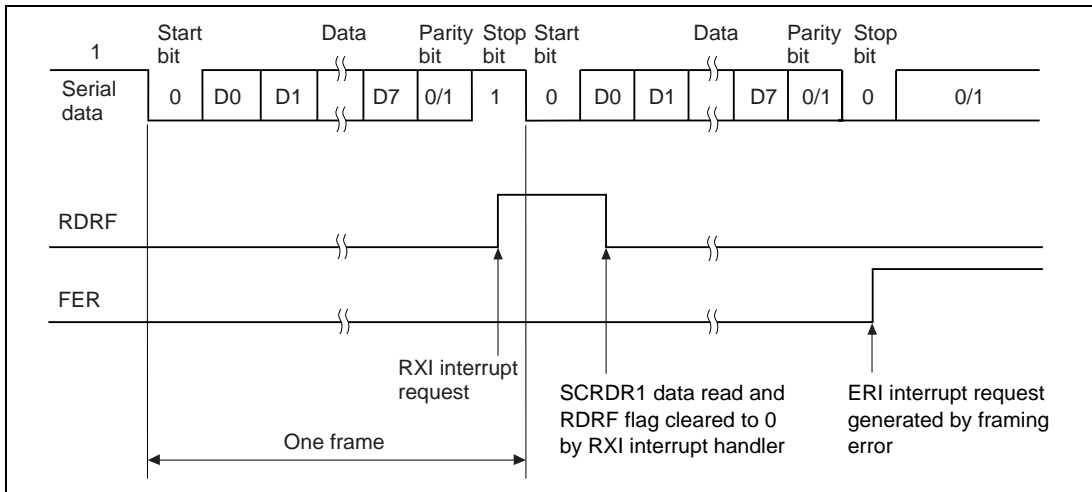 Start bit
Data
Parity bit
Stop bit
Start bit
Data
Parity bit
Stop bit
1
Serial data
0
D0
D1
D7
0/1
1
0
D0
D1
D7
0/1
0
0/1
RDRF
FER
RXI interrupt
request
SCRDR1 data read and
RDRF flag cleared to 0
by RXI interrupt handler
ERI interrupt request
generated by framing
error
One frame